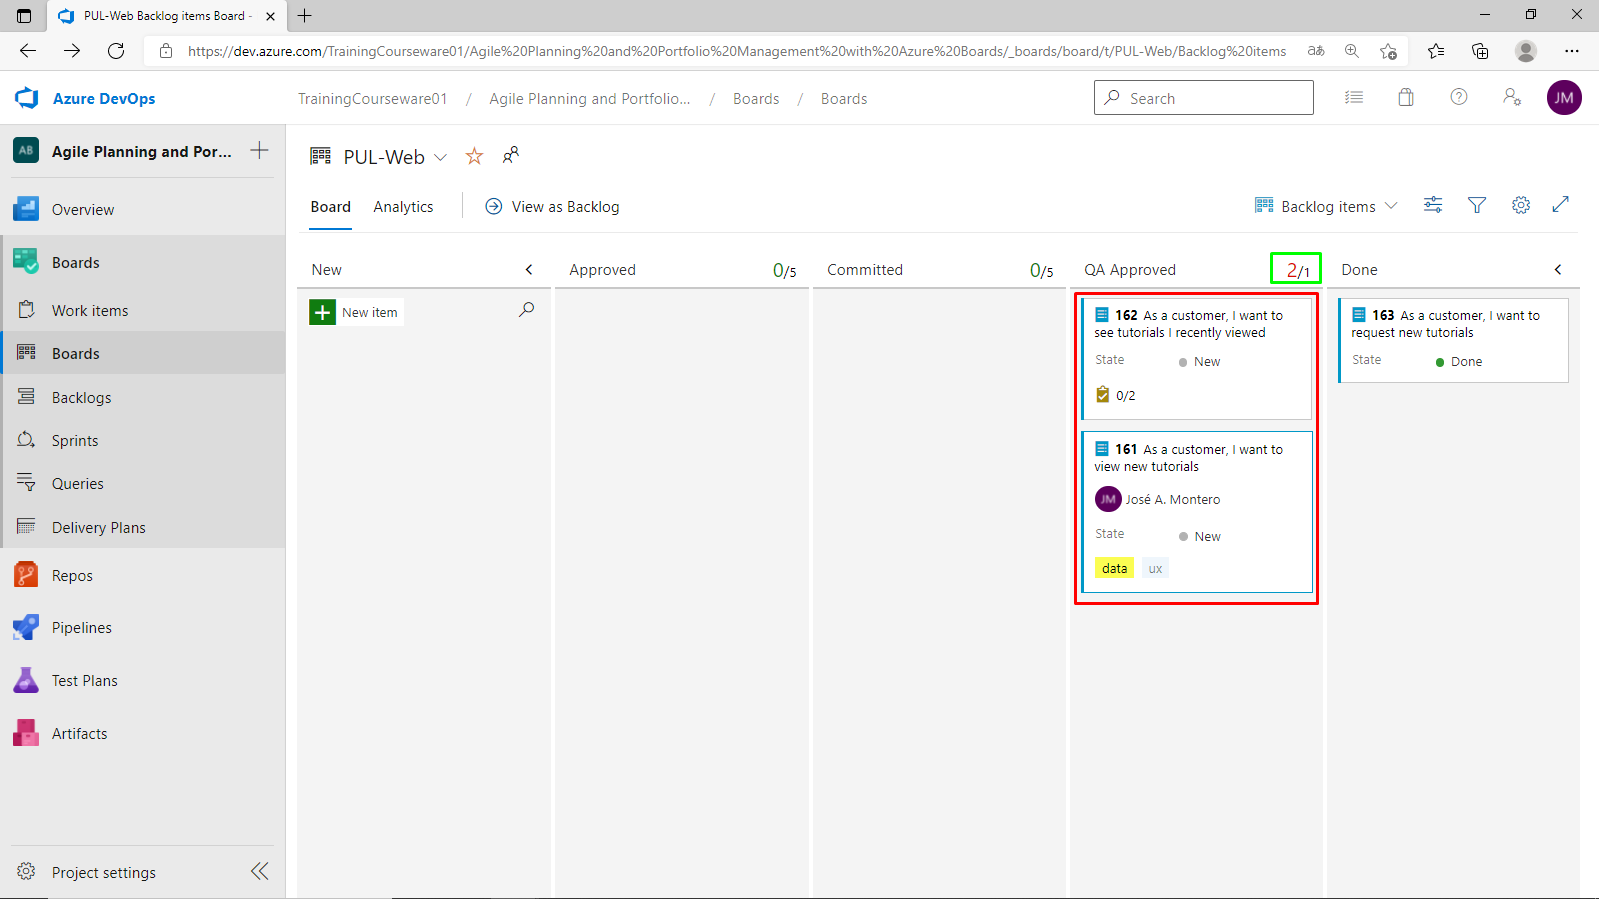 PUL-Web Backlog items Board -
https://dev.azure.com/TrainingCourseware01/Agile%20Planning%20and%20Portfolio%20Management%20with%20Azure%20Boards/_boards/board/t/PUL-Web/Backlog%20items
aあ
Azure DevOps
TrainingCourseware01 / Agile Planning and Portfolio... / Boards / Boards
Search
JM
AB Agile Planning and Por...
Overview
Boards
Work items
Boards
Backlogs
Sprints
Queries
Delivery Plans
Repos
Pipelines
Test Plans
Artifacts
Project settings
PUL-Web
Board Analytics View as Backlog
Backlog items
New
New item
Approved 0/5
Committed 0/5
QA Approved 2/1
162 As a customer, I want to
see tutorials I recently viewed
State New
0/2
161 As a customer, I want to
view new tutorials
JM José A. Montero
State New
data ux
Done
163 As a customer, I want to
request new tutorials
State Done